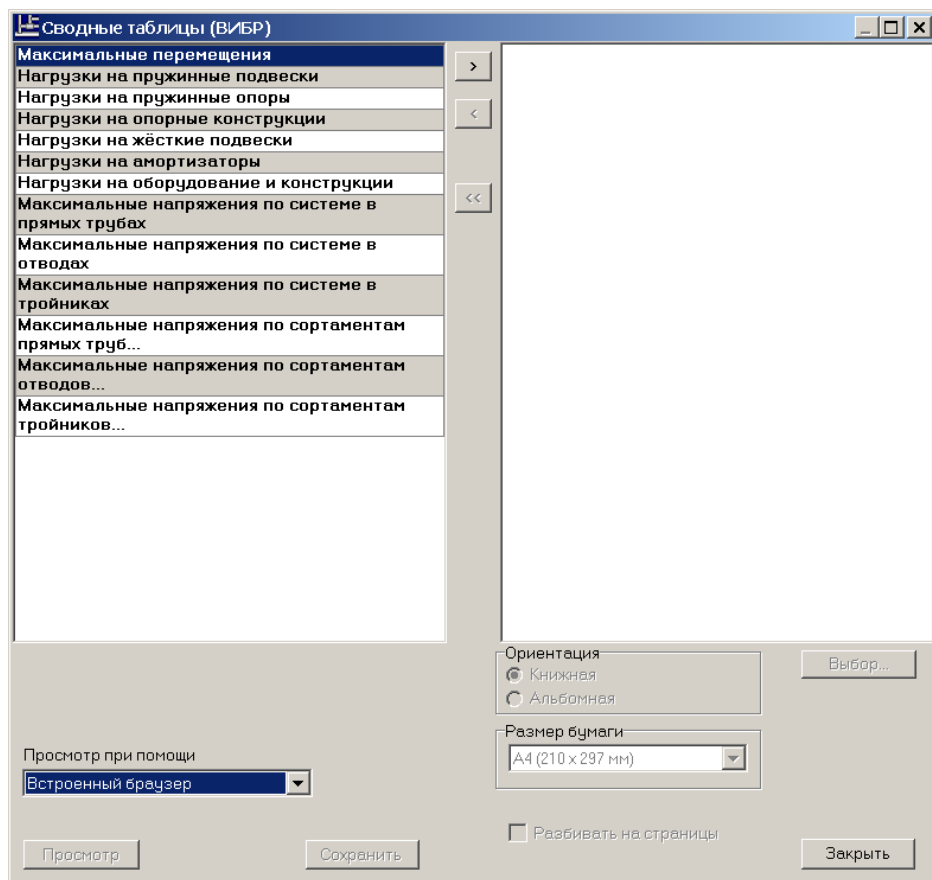 Сводные таблицы (ВИБР)
Максимальные перемещения
Нагрузки на пружинные подвески
Нагрузки на пружинные опоры
Нагрузки на опорные конструкции
Нагрузки на жёсткие подвески
Нагрузки на амортизаторы
Нагрузки на оборудование и конструкции
Максимальные напряжения по системе в
прямых трубах
Максимальные напряжения по системе в
отводах
Максимальные напряжения по системе в
тройниках
Максимальные напряжения по сортаментам
прямых труб...
Максимальные напряжения по сортаментам
отводов...
Максимальные напряжения по сортаментам
тройников...
>
<
<<
Ориентация
Книжная
Альбомная
Выбор...
Размер бумаги
A4 (210 x 297 мм)
Просмотр при помощи
Встроенный браузер
Разбивать на страницы
Просмотр
Сохранить
Закрыть